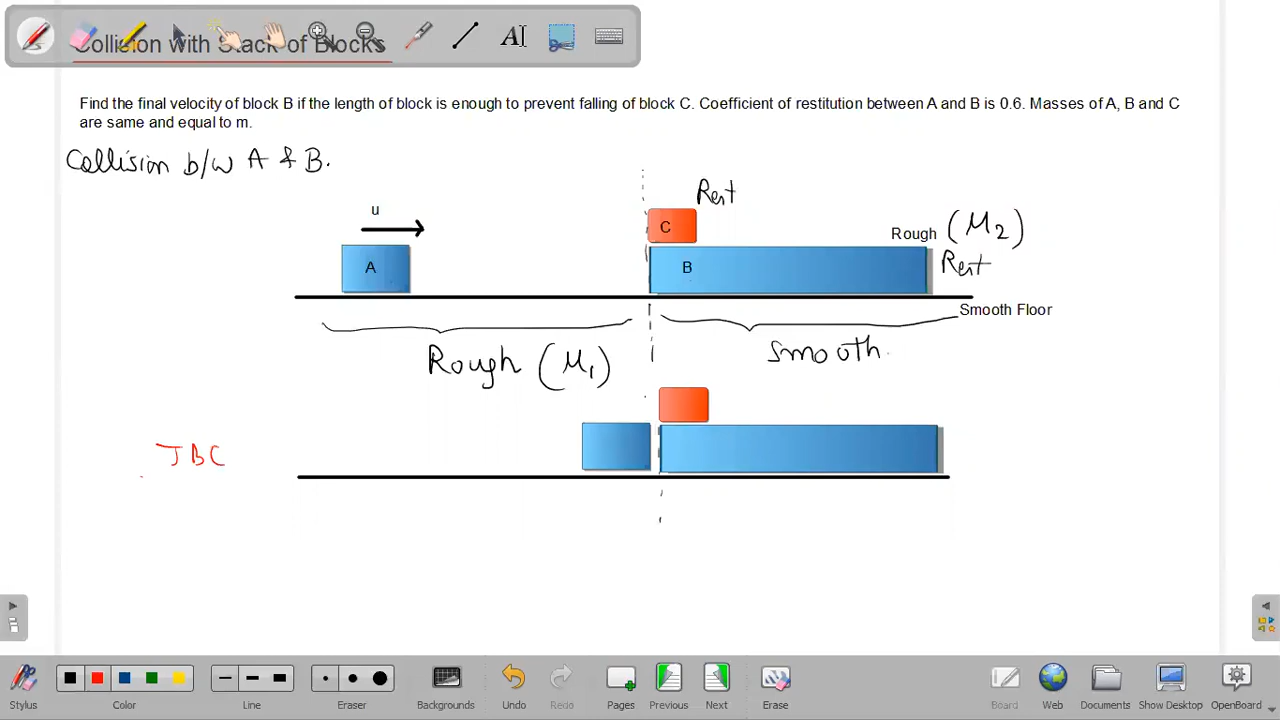 Collision with Stack of Blocks
Find the final velocity of block B if the length of block is enough to prevent falling of block C. Coefficient of restitution between A and B is 0.6. Masses of A, B and C
are same and equal to m.
Collision b/w A & B.
Rest
u
C
Rough (μ2)
A
B
Rest
Smooth Floor
Rough (μ1)
Smooth
JBC
Stylus
Color
Line
Eraser
Backgrounds
Undo
Redo
Pages
Previous
Next
Erase
Board
Web
Documents
Show Desktop
OpenBoard